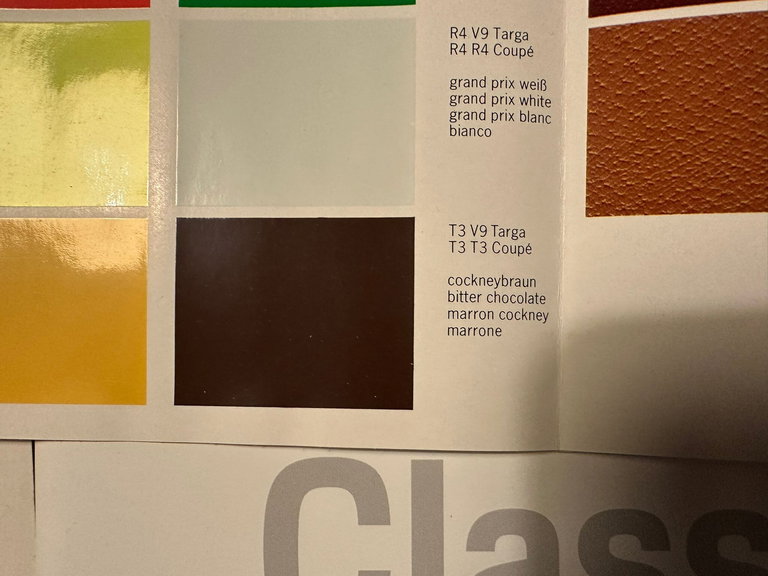 R4 V9 Targa
R4 R4 Coupé
grand prix weiß
grand prix white
grand prix blanc
bianco
T3 V9 Targa
T3 T3 Coupé
cockneybraun
bitter chocolate
marron cockney
marrone
Class